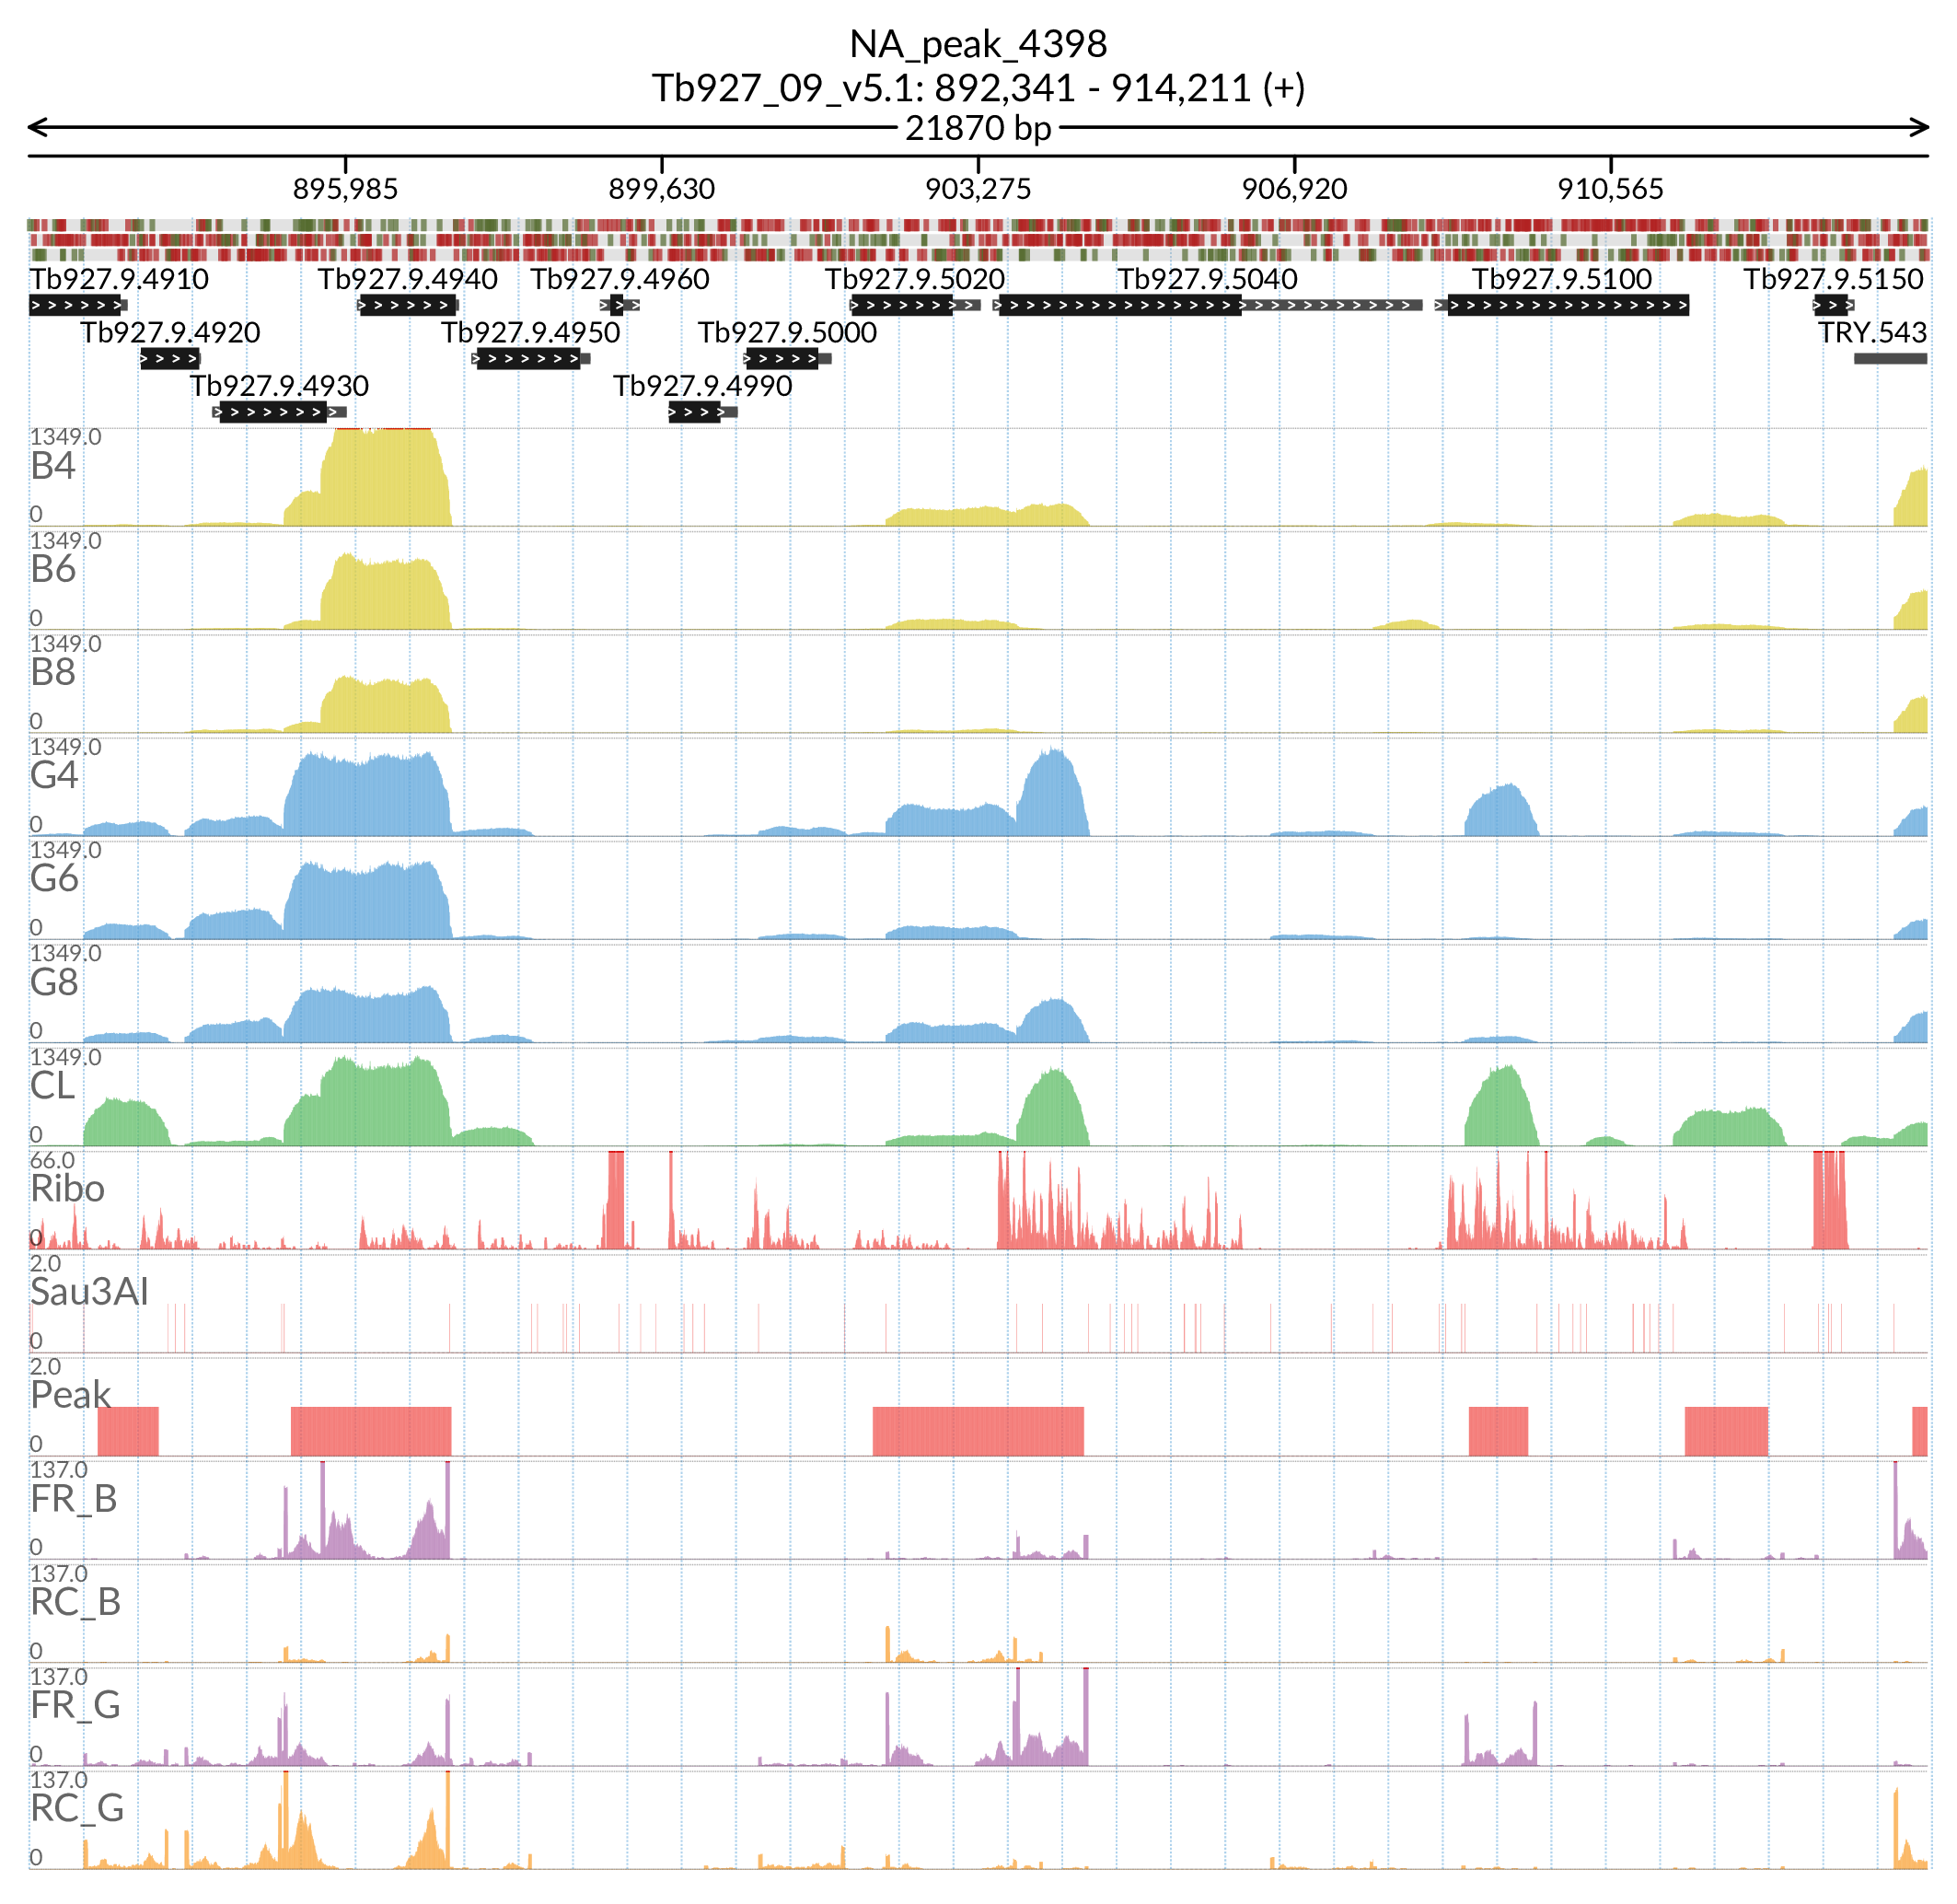 NA_peak_4398
Tb927_09_v5.1: 892,341 - 914,211 (+)
21870 bp
895,985 899,630 903,275 906,920 910,565
Tb927.9.4910 Tb927.9.4940 Tb927.9.4960 Tb927.9.5020 Tb927.9.5040 Tb927.9.5100 Tb927.9.5150
Tb927.9.4920 Tb927.9.4950 Tb927.9.5000 TRY.543
Tb927.9.4930 Tb927.9.4990
1349.0
B4
0
1349.0
B6
0
1349.0
B8
0
1349.0
G4
0
1349.0
G6
0
1349.0
G8
0
1349.0
CL
0
66.0
Ribo
0
2.0
Sau3AI
0
2.0
Peak
0
137.0
FR_B
0
137.0
RC_B
0
137.0
FR_G
0
137.0
RC_G
0